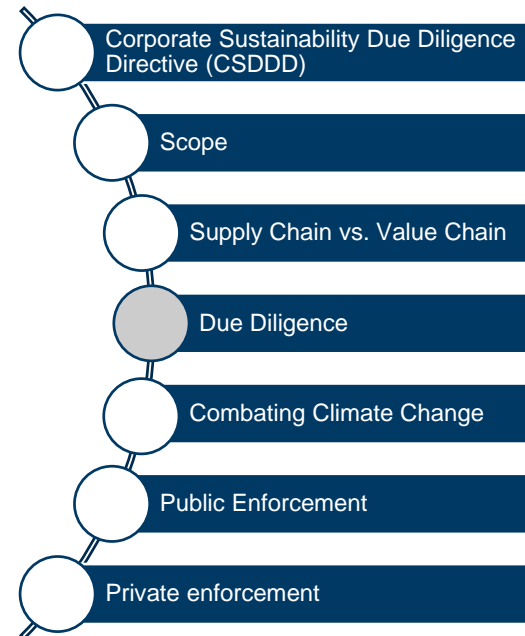 Corporate Sustainability Due Diligence
Directive (CSDDD)
Scope
Supply Chain vs. Value Chain
Due Diligence
Combating Climate Change
Public Enforcement
Private enforcement